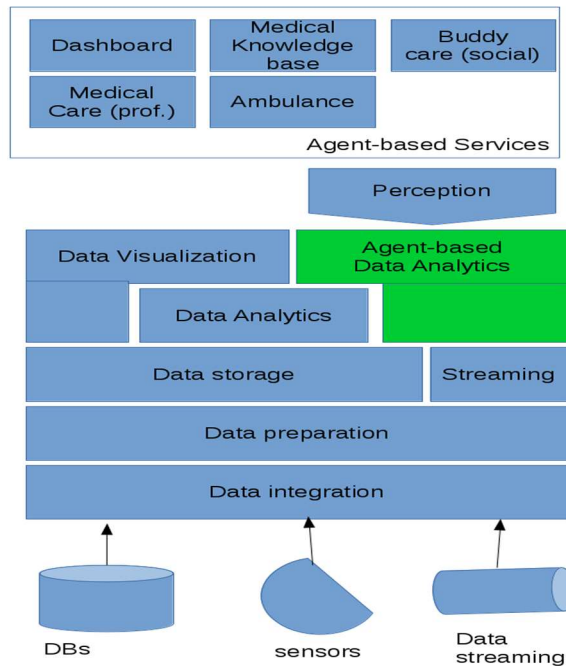 Dashboard
Medical
Knowledge
base
Buddy
care (social)
Medical
Care (prof.)
Ambulance
Agent-based Services
Perception
Data Visualization
Agent-based
Data Analytics
Data Analytics
Data storage
Streaming
Data preparation
Data integration
DBs
sensors
Data
streaming